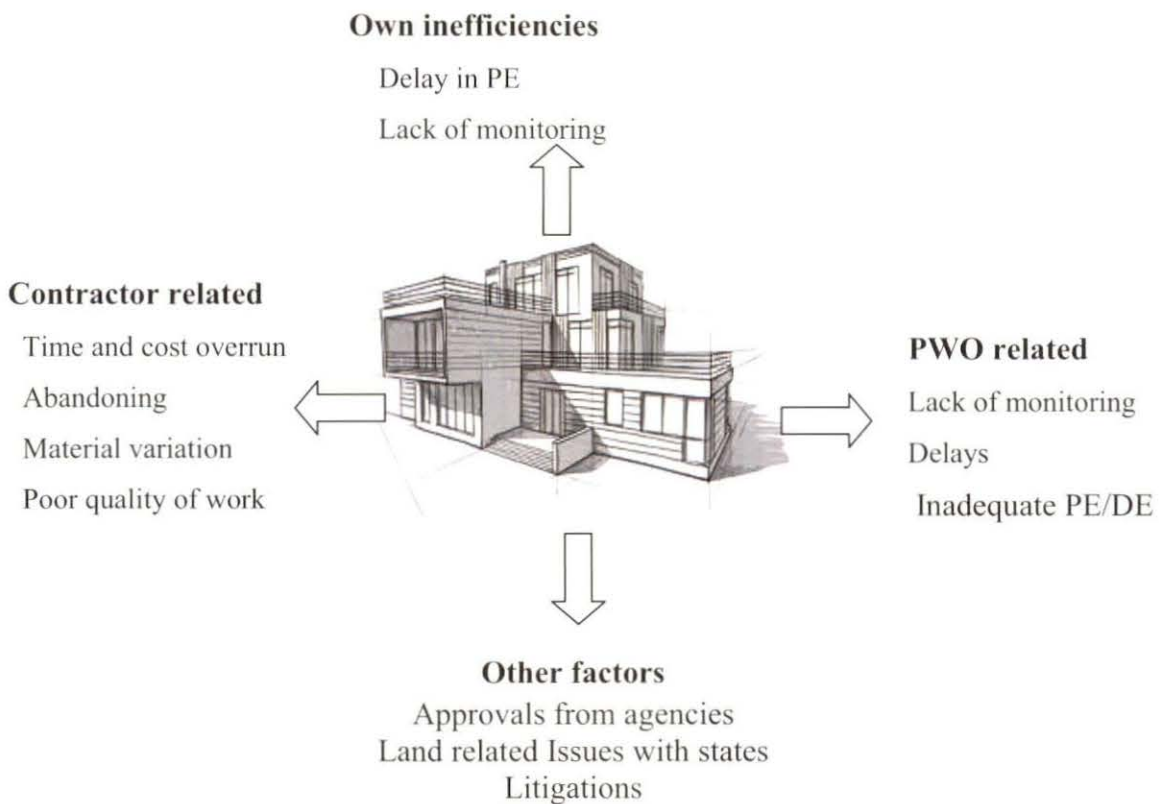 Own inefficiencies
Delay in PE
Lack of monitoring
Contractor related
Time and cost overrun
Abandoning
Material variation
Poor quality of work
PWO related
Lack of monitoring
Delays
Inadequate PE/DE
Other factors
Approvals from agencies
Land related Issues with states
Litigations